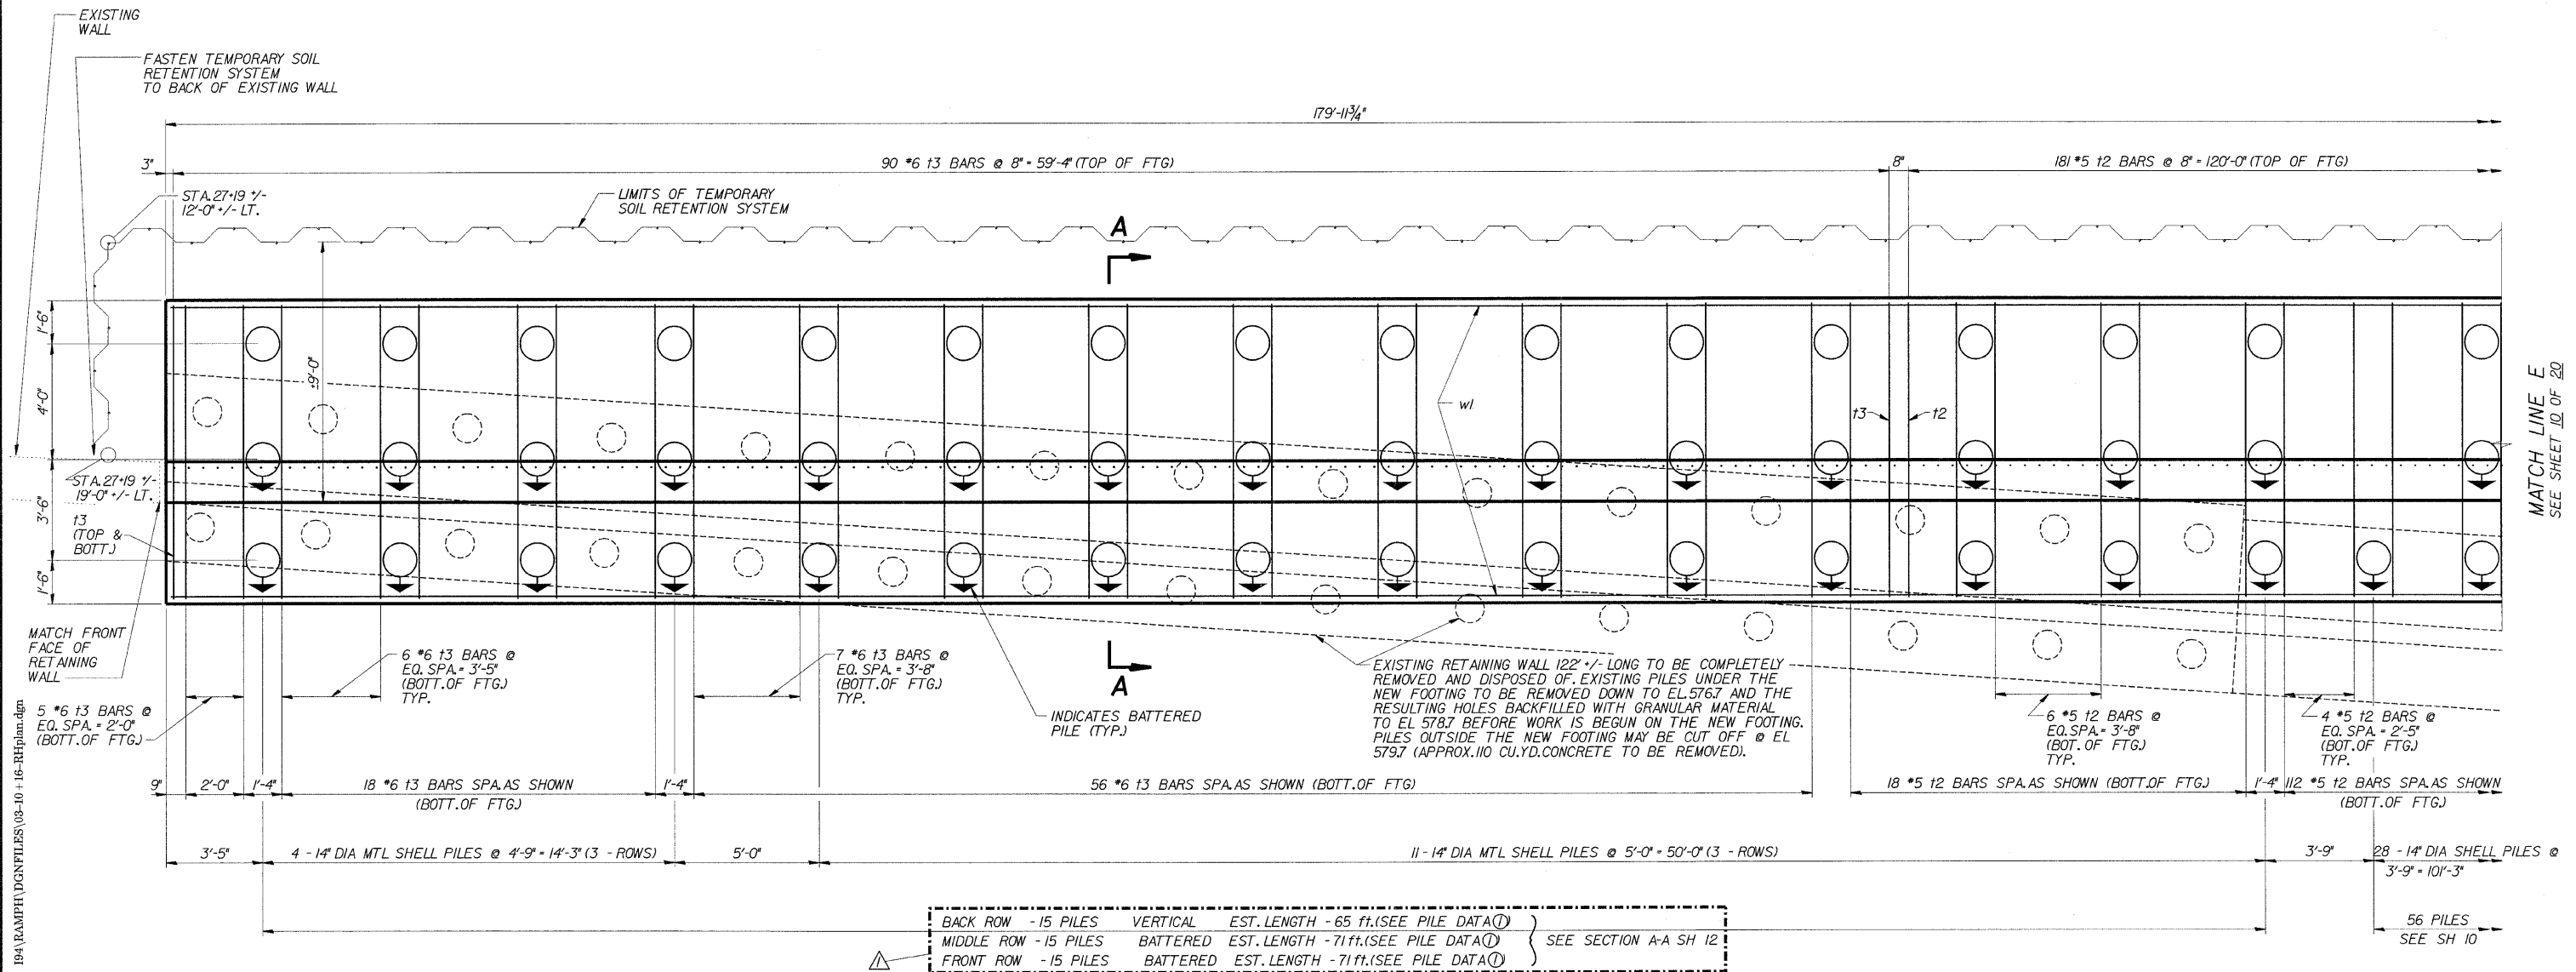 EXISTING
WALL
FASTEN TEMPORARY SOIL
RETENTION SYSTEM
TO BACK OF EXISTING WALL
179'-11¾"
3"
90 #6 t3 BARS @ 8" = 59'-4" (TOP OF FTG)
8"
181 #5 t2 BARS @ 8" = 120'-0" (TOP OF FTG)
STA. 27+19 +/-
12'-0" +/- LT.
LIMITS OF TEMPORARY
SOIL RETENTION SYSTEM
A
1'-6"
4'-0"
3'-6"
1'-6"
±9'-0"
w1
t3
t2
MATCH LINE E
SEE SHEET 10 OF 20
STA. 27+19 +/-
19'-0" +/- LT.
t3
(TOP &
BOTT.)
MATCH FRONT
FACE OF
RETAINING
WALL
5 #6 t3 BARS @
EQ. SPA. = 2'-0"
(BOTT. OF FTG.)
6 #6 t3 BARS @
EQ. SPA. = 3'-5"
(BOTT. OF FTG.)
TYP.
7 #6 t3 BARS @
EQ. SPA. = 3'-8"
(BOTT. OF FTG.)
TYP.
A
INDICATES BATTERED
PILE (TYP.)
EXISTING RETAINING WALL 122' +/- LONG TO BE COMPLETELY
REMOVED AND DISPOSED OF. EXISTING PILES UNDER THE
NEW FOOTING TO BE REMOVED DOWN TO EL. 576.7 AND THE
RESULTING HOLES BACKFILLED WITH GRANULAR MATERIAL
TO EL 578.7 BEFORE WORK IS BEGUN ON THE NEW FOOTING.
PILES OUTSIDE THE NEW FOOTING MAY BE CUT OFF @ EL
579.7 (APPROX. 110 CU. YD. CONCRETE TO BE REMOVED).
6 #5 t2 BARS @
EQ. SPA. = 3'-8"
(BOT. OF FTG.)
TYP.
4 #5 t2 BARS @
EQ. SPA. = 2'-5"
(BOT. OF FTG.)
TYP.
9"
2'-0"
1'-4"
18 #6 t3 BARS SPA. AS SHOWN
(BOTT. OF FTG.)
1'-4"
56 #6 t3 BARS SPA. AS SHOWN (BOTT. OF FTG)
18 #5 t2 BARS SPA. AS SHOWN (BOTT. OF FTG.)
1'-4"
112 #5 t2 BARS SPA. AS SHOWN
(BOTT. OF FTG.)
3'-5"
4 - 14" DIA MTL SHELL PILES @ 4'-9" = 14'-3" (3 - ROWS)
5'-0"
11 - 14" DIA MTL SHELL PILES @ 5'-0" = 50'-0" (3 - ROWS)
3'-9"
28 - 14" DIA SHELL PILES @
3'-9" = 101'-3"
BACK ROW - 15 PILES VERTICAL EST. LENGTH - 65 ft. (SEE PILE DATA ①)
MIDDLE ROW - 15 PILES BATTERED EST. LENGTH - 71 ft. (SEE PILE DATA ①)
FRONT ROW - 15 PILES BATTERED EST. LENGTH - 71 ft. (SEE PILE DATA ①)
SEE SECTION A-A SH 12
1
56 PILES
SEE SH 10
I94\RAMPH\DGNFILES\03-10 + 16-RHplan.dgn